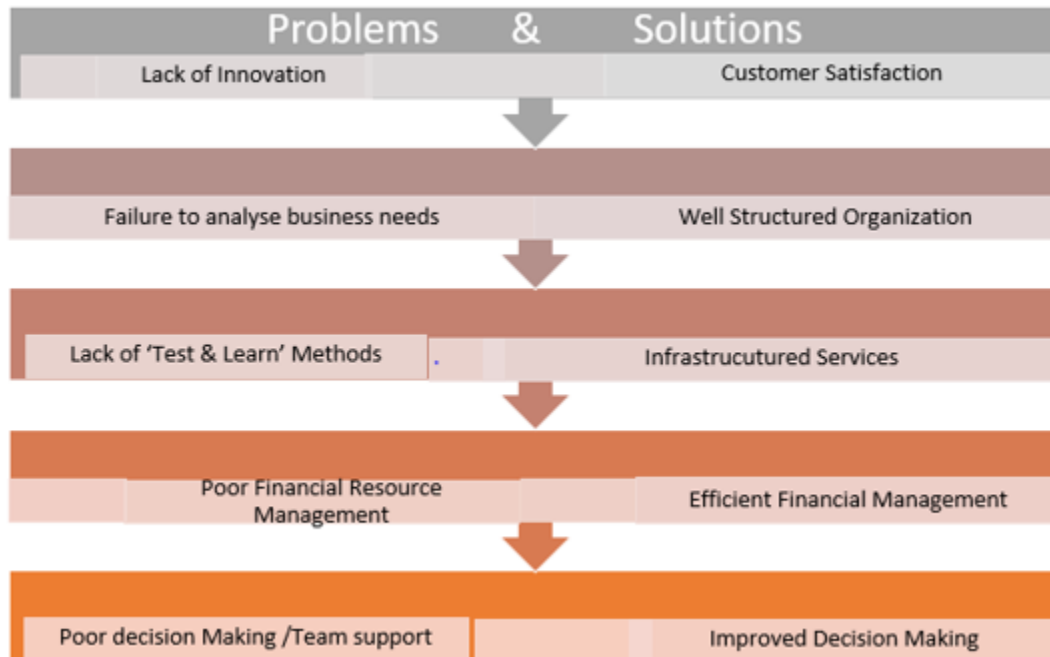 Problems & Solutions
Lack of Innovation
Customer Satisfaction
Failure to analyse business needs
Well Structured Organization
Lack of ‘Test & Learn’ Methods
.
Infrastrucutured Services
Poor Financial Resource
Management
Efficient Financial Management
Poor decision Making /Team support
Improved Decision Making